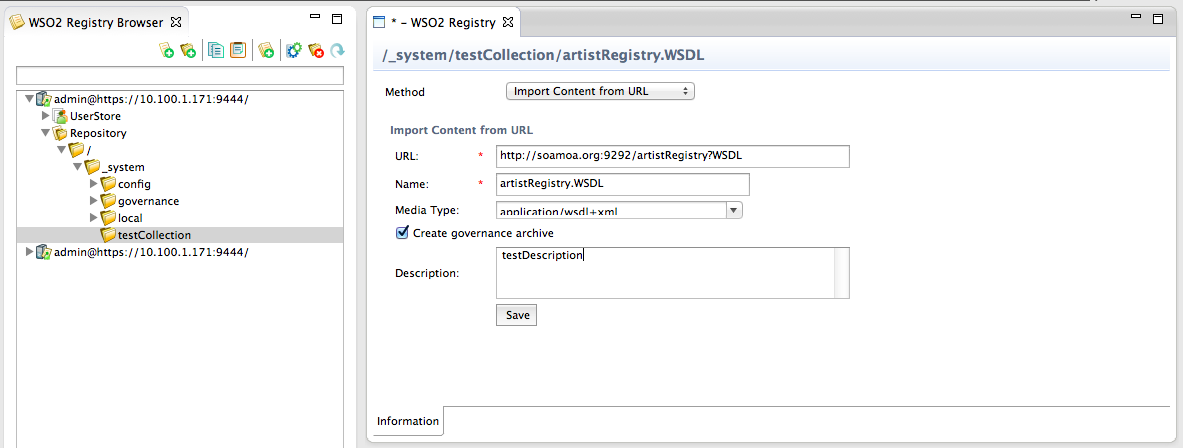 WSO2 Registry Browser
admin@https://10.100.1.171:9444/
UserStore
Repository
/
_system
config
governance
local
testCollection
admin@https://10.100.1.171:9444/
* - WSO2 Registry
/_system/testCollection/artistRegistry.WSDL
Method Import Content from URL
Import Content from URL
URL: * http://soamoa.org:9292/artistRegistry?WSDL
Name: * artistRegistry.WSDL
Media Type: application/wsdl+xml
Create governance archive
Description: testDescription
Save
Information